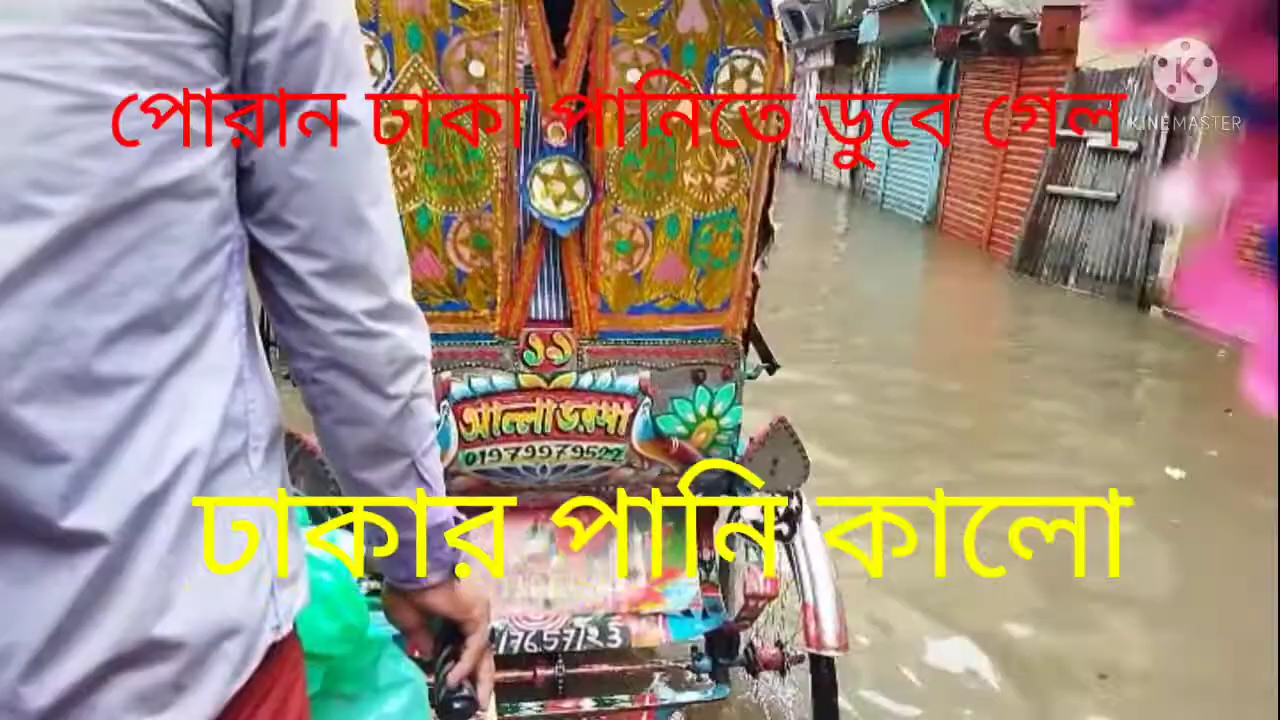 পোরান ঢাকা পানিতে ডুবে গেল
K
KINEMASTER
১১
আল্লাভরসা
01979979522
ঢাকার পানি কালো